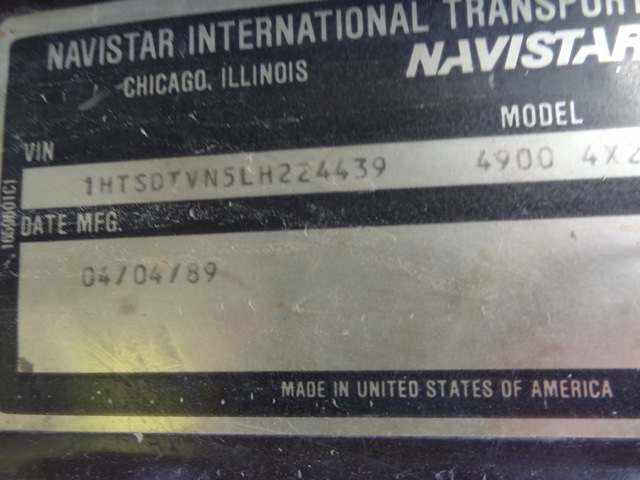 NAVISTAR INTERNATIONAL TRANSPORT
CHICAGO, ILLINOIS
NAVISTAR
MODEL
VIN
1HTSDTVN5LH224439
4900 4X2
DATE MFG.
04/04/89
MADE IN UNITED STATES OF AMERICA